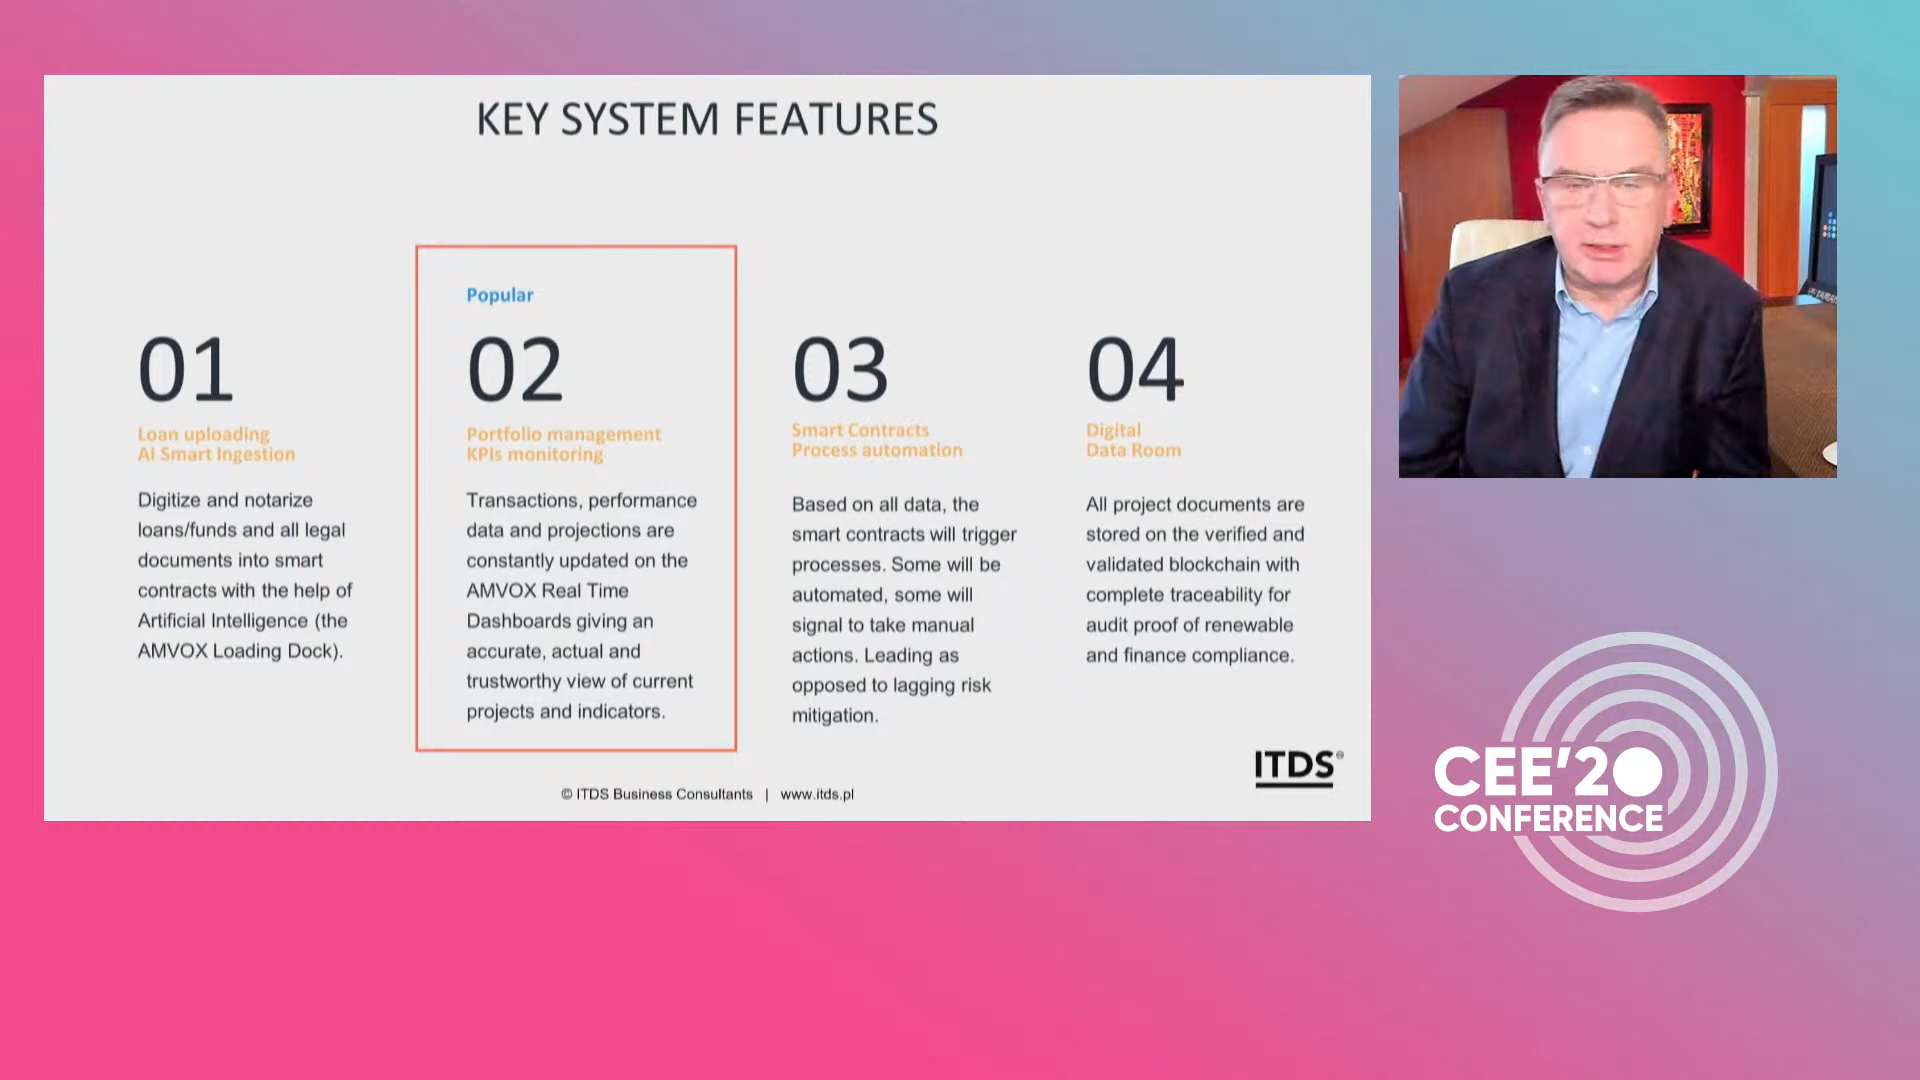 KEY SYSTEM FEATURES
01
Loan uploading
AI Smart Ingestion
Digitize and notarize
loans/funds and all legal
documents into smart
contracts with the help of
Artificial Intelligence (the
AMVOX Loading Dock).
Popular
02
Portfolio management
KPIs monitoring
Transactions, performance
data and projections are
constantly updated on the
AMVOX Real Time
Dashboards giving an
accurate, actual and
trustworthy view of current
projects and indicators.
03
Smart Contracts
Process automation
Based on all data, the
smart contracts will trigger
processes. Some will be
automated, some will
signal to take manual
actions. Leading as
opposed to lagging risk
mitigation.
04
Digital
Data Room
All project documents are
stored on the verified and
validated blockchain with
complete traceability for
audit proof of renewable
and finance compliance.
ITDS®
© ITDS Business Consultants | www.itds.pl
CEE'20
CONFERENCE